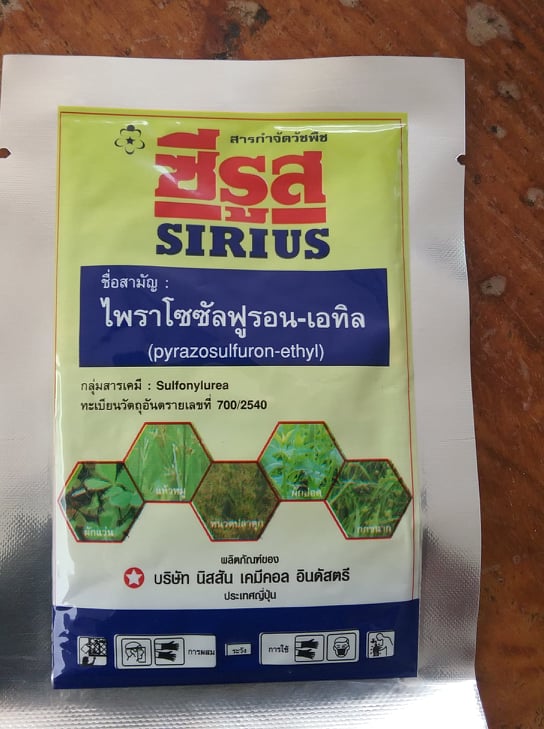 สารกำจัดวัชพืช
ซีรูส
SIRIUS
ชื่อสามัญ :
ไพราโซซัลฟูรอน-เอทิล
(pyrazosulfuron-ethyl)
กลุ่มสารเคมี : Sulfonylurea
ทะเบียนวัตถุอันตรายเลขที่ 700/2540
แห้วหมู
ผักปอด
ผักแว่น
หนวดปลาดุก
กกขนาก
ผลิตภัณฑ์ของ
บริษัท นิสสัน เคมีคอล อินดัสตรี
ประเทศญี่ปุ่น
การผสม
ระวัง
การใช้